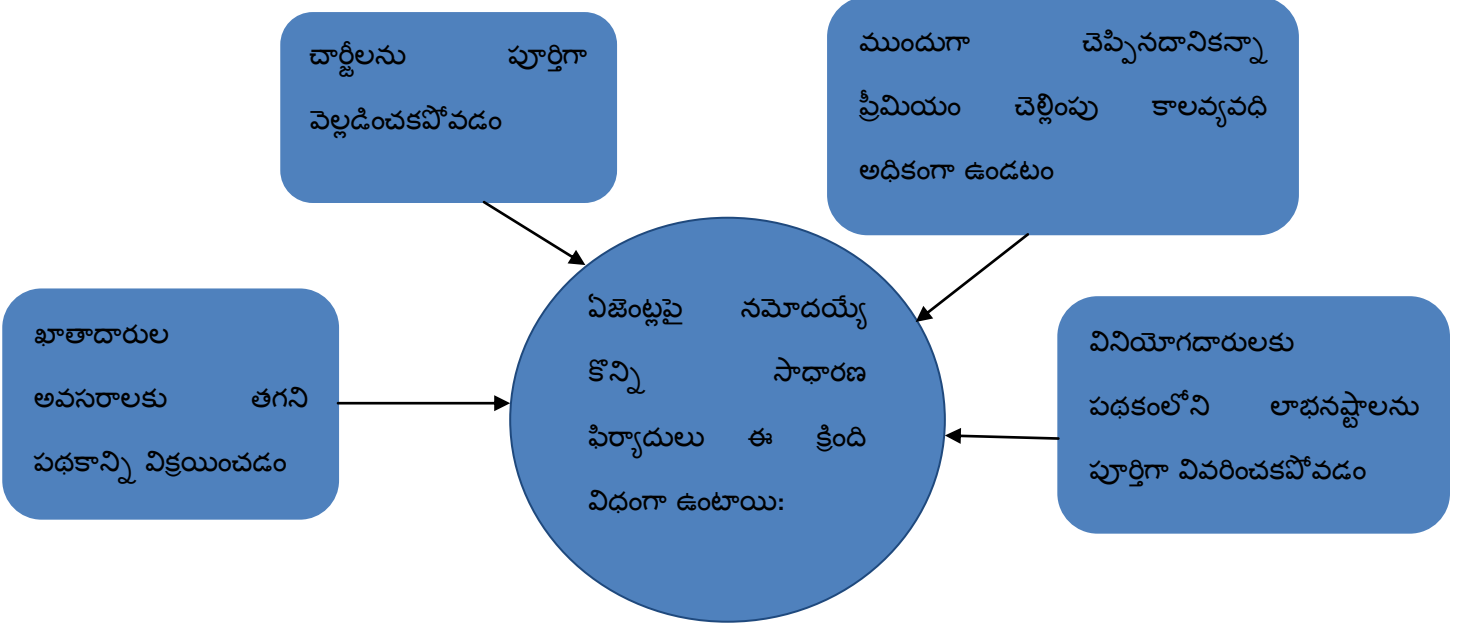 చార్జీలను పూర్తిగా
వెల్లడించకపోవడం
ముందుగా చెప్పినదానికన్నా
ప్రీమియం చెల్లింపు కాలవ్యవధి
అధికంగా ఉండటం
ఖాతాదారుల
అవసరాలకు తగని
పథకాన్ని విక్రయించడం
ఏజెంట్లపై నమోదయ్యే
కొన్ని సాధారణ
ఫిర్యాదులు ఈ క్రింది
విధంగా ఉంటాయి:
వినియోగదారులకు
పథకంలోని లాభనష్టాలను
పూర్తిగా వివరించకపోవడం